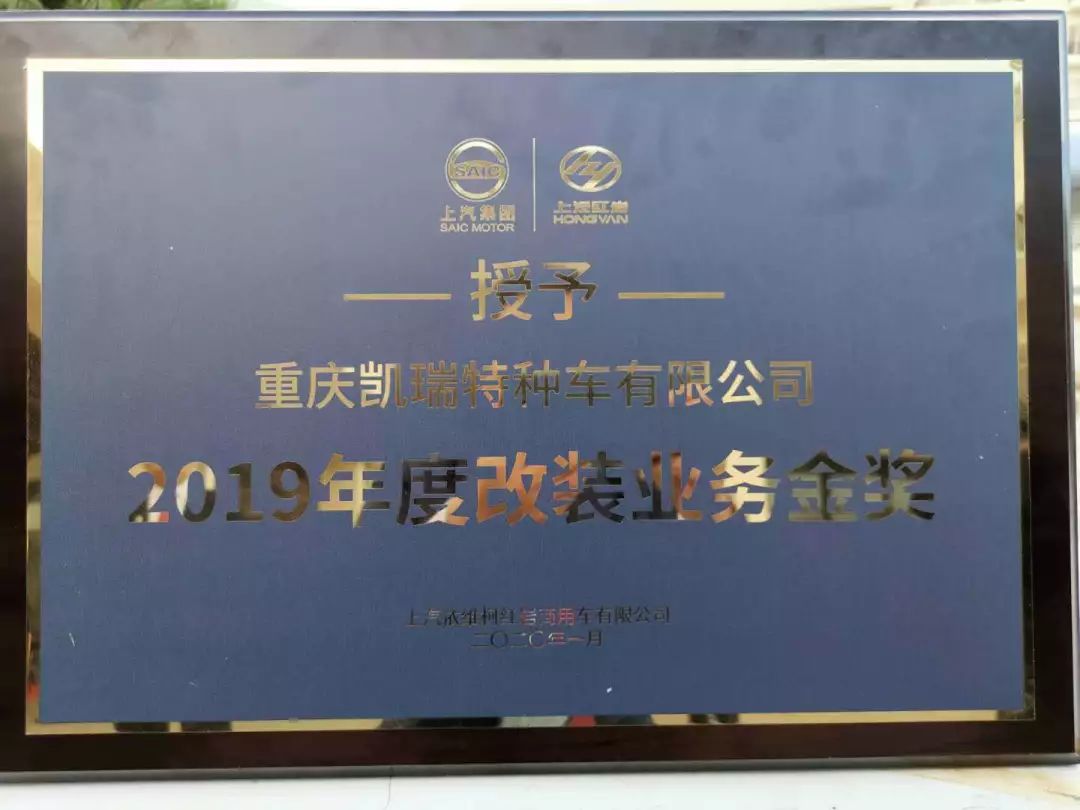 SAIC
上汽集团
SAIC MOTOR
上汽红岩
HONGYAN
授予
重庆凯瑞特种车有限公司
2019年度改装业务金奖
上汽依维柯红岩商用车有限公司
二〇二〇年一月